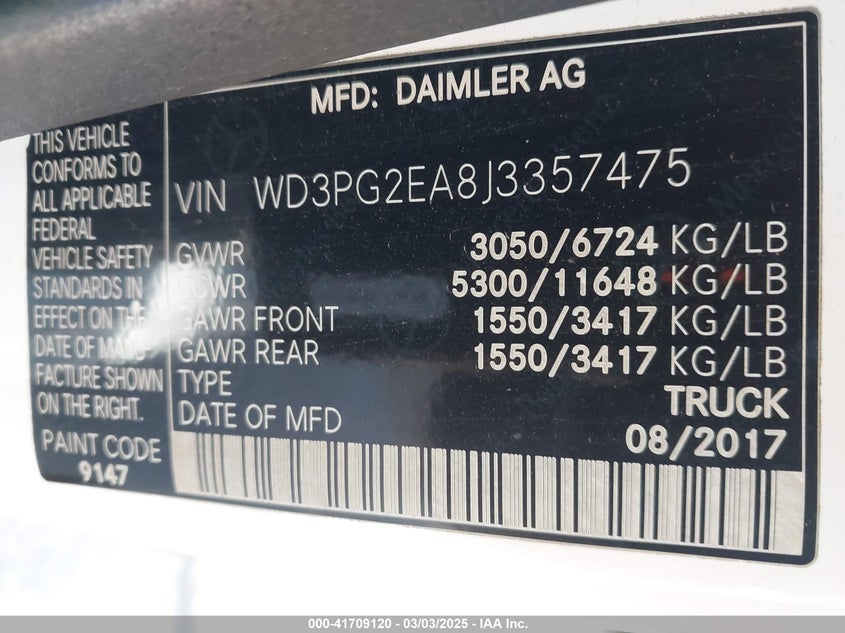 MFD: DAIMLER AG
THIS VEHICLE
CONFORMS TO
ALL APPLICABLE
FEDERAL
VEHICLE SAFETY
STANDARDS IN
EFFECT ON THE
DATE OF MANU
FACTURE SHOWN
ON THE RIGHT.
PAINT CODE
9147
VIN WD3PG2EA8J3357475
GVWR 3050/6724 KG/LB
GCWR 5300/11648 KG/LB
GAWR FRONT 1550/3417 KG/LB
GAWR REAR 1550/3417 KG/LB
TYPE TRUCK
DATE OF MFD 08/2017
000-41709120 - 03/03/2025 - IAA Inc.